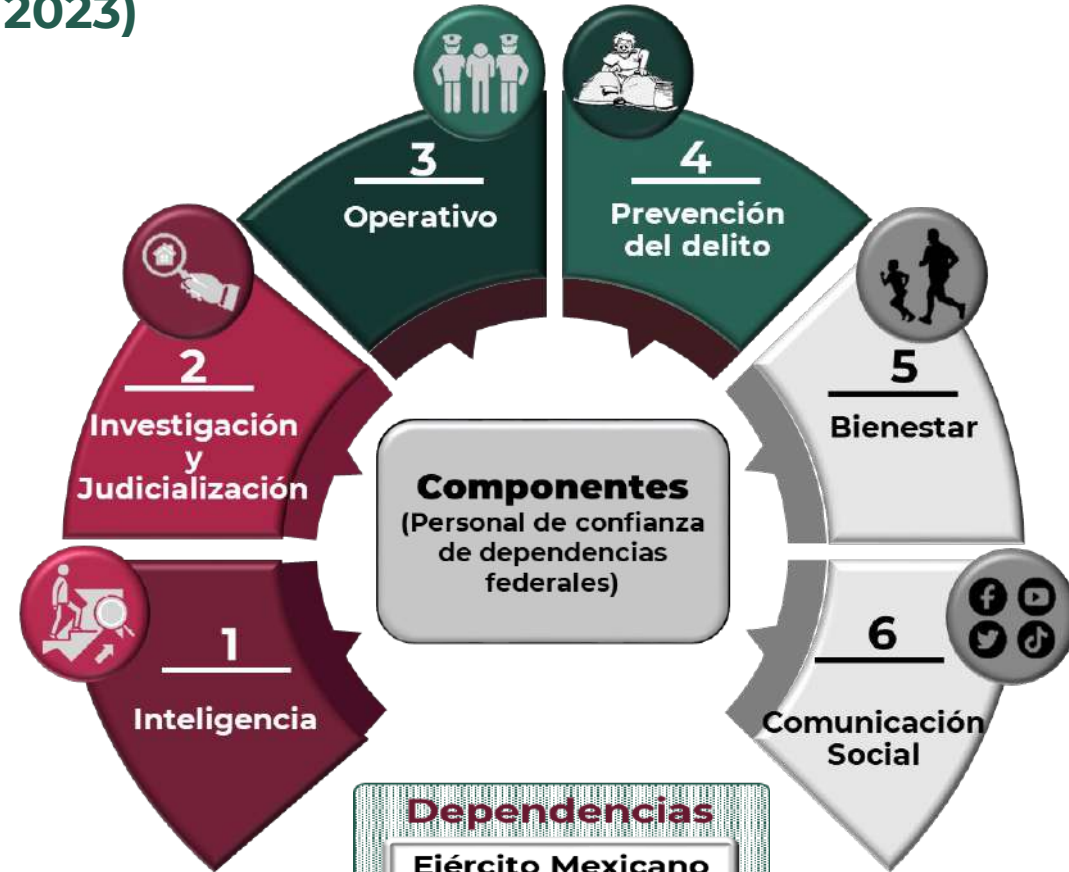 2023)
3
Operativo
4
Prevención
del delito
2
Investigación
y
Judicialización
5
Bienestar
Componentes
(Personal de confianza
de dependencias
federales)
1
Inteligencia
6
Comunicación
Social
Dependencias
Ejército Mexicano